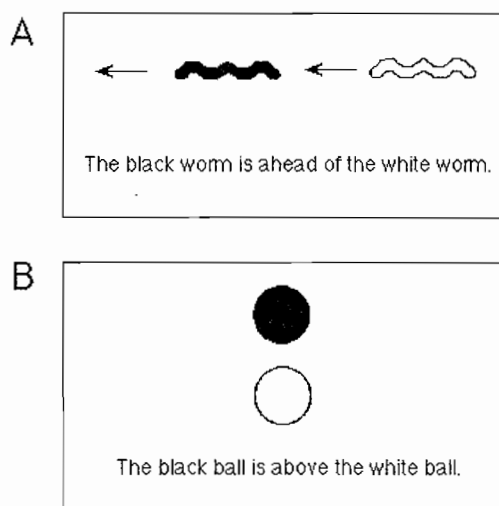 A
The black worm is ahead of the white worm.
B
The black ball is above the white ball.